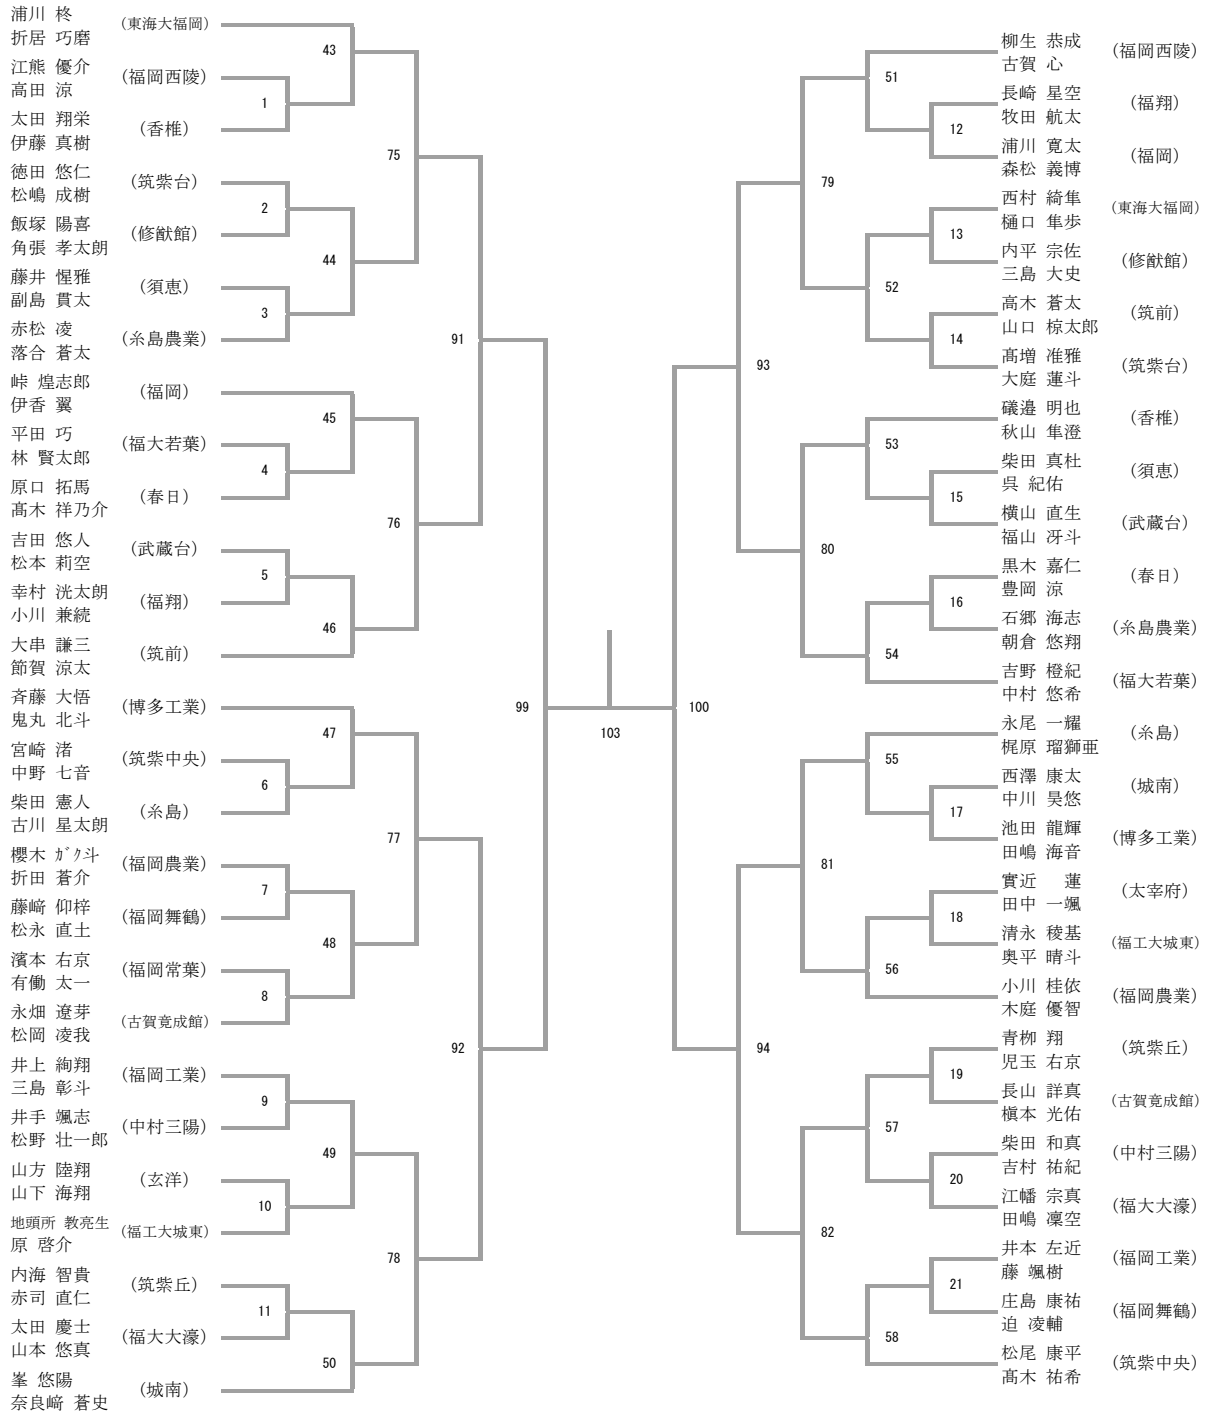 浦川 柊
折居 巧磨
(東海大福岡)
江熊 優介
高田 涼
(福岡西陵)
太田 翔栄
伊藤 真樹
(香椎)
徳田 悠仁
松嶋 成樹
(筑紫台)
飯塚 陽喜
角張 孝太朗
(修猷館)
藤井 惺雅
副島 貫太
(須恵)
赤松 凌
落合 蒼太
(糸島農業)
峠 煌志郎
伊香 翼
(福岡)
平田 巧
林 賢太郎
(福大若葉)
原口 拓馬
髙木 祥乃介
(春日)
吉田 悠人
松本 莉空
(武蔵台)
幸村 洸太朗
小川 兼続
(福翔)
大串 謙三
節賀 涼太
(筑前)
斉藤 大悟
鬼丸 北斗
(博多工業)
宮崎 渚
中野 七音
(筑紫中央)
柴田 憲人
古川 星太朗
(糸島)
櫻木 ガク斗
折田 蒼介
(福岡農業)
藤﨑 仰梓
松永 直土
(福岡舞鶴)
濱本 右京
有働 太一
(福岡常葉)
永畑 遼芽
松岡 凌我
(古賀竟成館)
井上 絢翔
三島 彰斗
(福岡工業)
井手 颯志
松野 壮一郎
(中村三陽)
山方 陸翔
山下 海翔
(玄洋)
地頭所 教亮生
原 啓介
(福工大城東)
内海 智貴
赤司 直仁
(筑紫丘)
太田 慶士
山本 悠真
(福大大濠)
峯 悠陽
奈良﨑 蒼史
(城南)
1
2
3
4
5
6
7
8
9
10
11
43
44
45
46
47
48
49
50
75
76
77
78
91
92
99
103
100
93
94
79
80
81
82
51
52
53
54
55
56
57
58
12
13
14
15
16
17
18
19
20
21
柳生 恭成
古賀 心
(福岡西陵)
長崎 星空
牧田 航太
(福翔)
浦川 寛太
森松 義博
(福岡)
西村 綺隼
樋口 隼歩
(東海大福岡)
内平 宗佐
三島 大史
(修猷館)
高木 蒼太
山口 椋太郎
(筑前)
髙増 准雅
大庭 蓮斗
(筑紫台)
礒邉 明也
秋山 隼澄
(香椎)
柴田 真杜
呉 紀佑
(須恵)
横山 直生
福山 冴斗
(武蔵台)
黒木 嘉仁
豊岡 涼
(春日)
石郷 海志
朝倉 悠翔
(糸島農業)
吉野 橙紀
中村 悠希
(福大若葉)
永尾 一耀
梶原 瑠獅亜
(糸島)
西澤 康太
中川 昊悠
(城南)
池田 龍輝
田嶋 海音
(博多工業)
實近 蓮
田中 一颯
(太宰府)
清永 稜基
奥平 晴斗
(福工大城東)
小川 桂依
木庭 優智
(福岡農業)
青栁 翔
児玉 右京
(筑紫丘)
長山 詳真
槇本 光佑
(古賀竟成館)
柴田 和真
吉村 祐紀
(中村三陽)
江幡 宗真
田嶋 凜空
(福大大濠)
井本 左近
藤 颯樹
(福岡工業)
庄島 康祐
迫 凌輔
(福岡舞鶴)
松尾 康平
髙木 祐希
(筑紫中央)